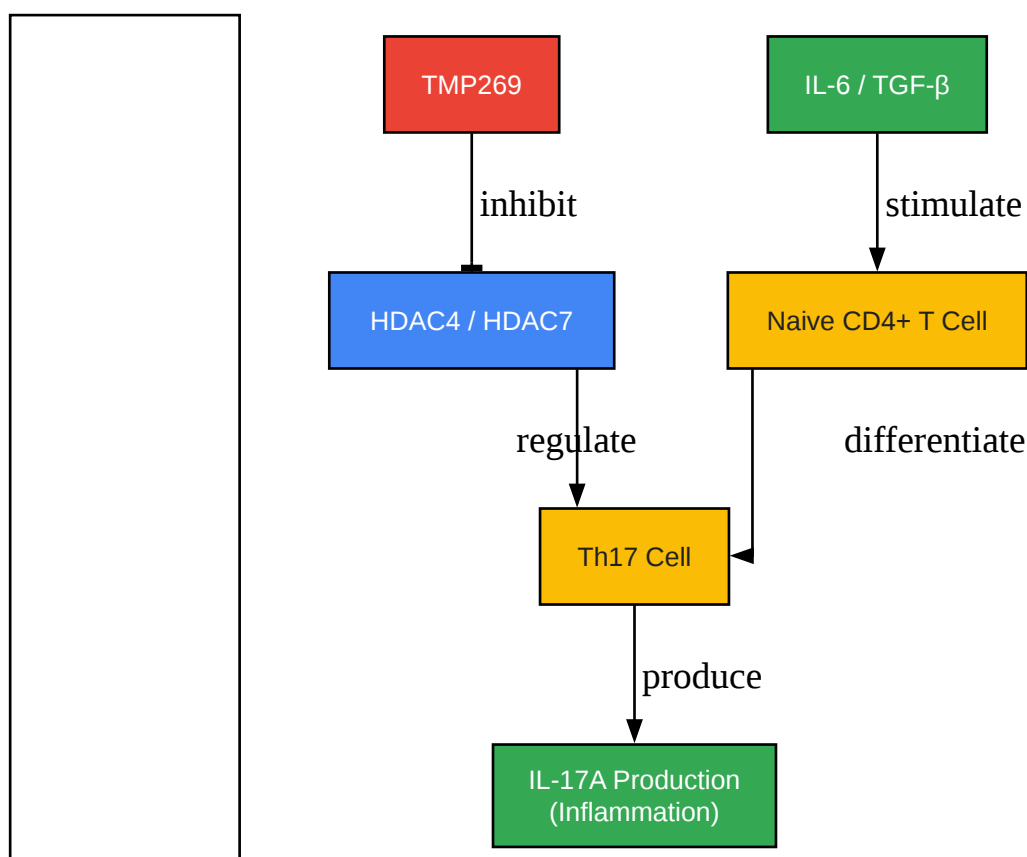 TMP269
IL-6 / TGF-β
inhibit
stimulate
HDAC4 / HDAC7
Naive CD4+ T Cell
regulate
differentiate
Th17 Cell
produce
IL-17A Production
(Inflammation)